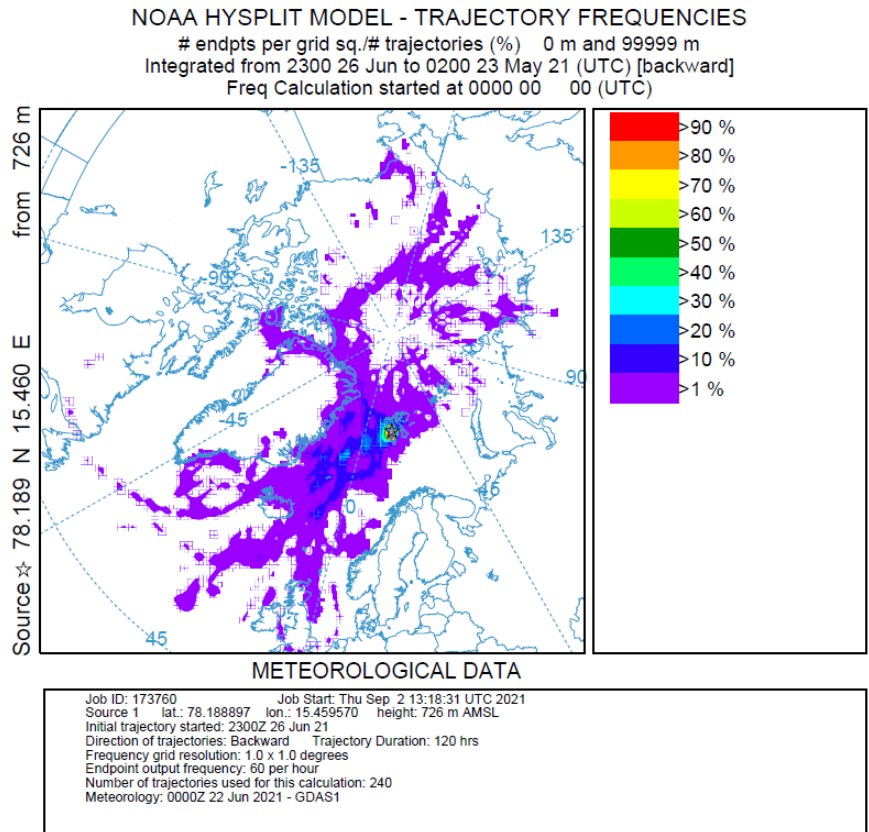 NOAA HYSPLIT MODEL - TRAJECTORY FREQUENCIES
# endpts per grid sq./# trajectories (%) 0 m and 99999 m
Integrated from 2300 26 Jun to 0200 23 May 21 (UTC) [backward]
Freq Calculation started at 0000 00 00 (UTC)
Source ☆ 78.189 N 15.460 E from 726 m
-135
135
-90
90
-45
45
0
45
>90 %
>80 %
>70 %
>60 %
>50 %
>40 %
>30 %
>20 %
>10 %
>1 %
METEOROLOGICAL DATA
Job ID: 173760 Job Start: Thu Sep 2 13:18:31 UTC 2021
Source 1 lat.: 78.188897 lon.: 15.459570 height: 726 m AMSL
Initial trajectory started: 2300Z 26 Jun 21
Direction of trajectories: Backward Trajectory Duration: 120 hrs
Frequency grid resolution: 1.0 x 1.0 degrees
Endpoint output frequency: 60 per hour
Number of trajectories used for this calculation: 240
Meteorology: 0000Z 22 Jun 2021 - GDAS1